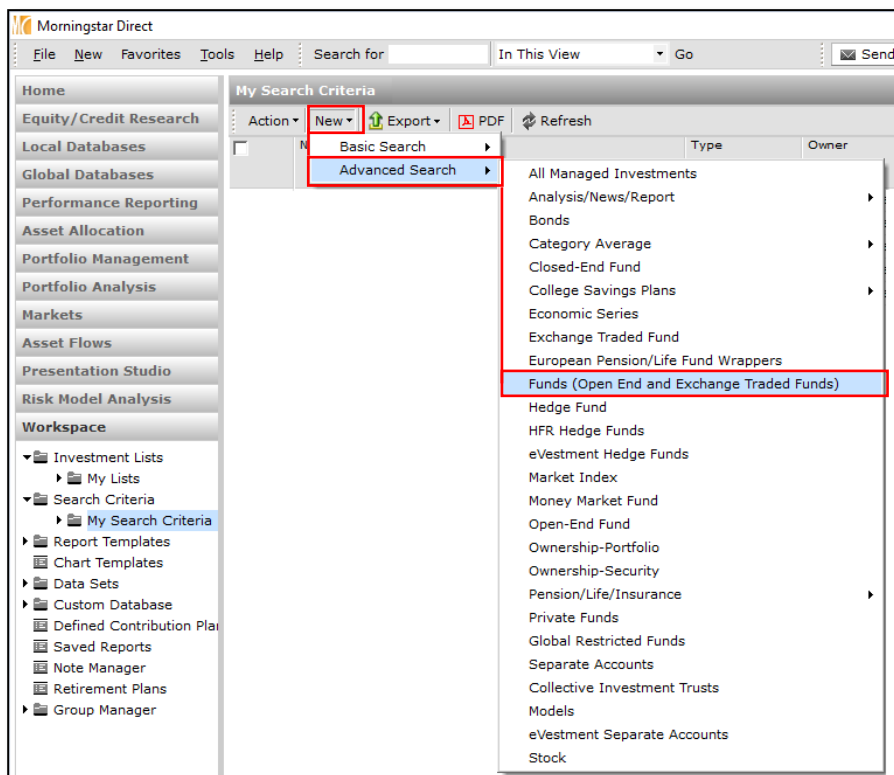 Morningstar Direct
File New Favorites Tools Help Search for In This View Go Send
Home
Equity/Credit Research
Local Databases
Global Databases
Performance Reporting
Asset Allocation
Portfolio Management
Portfolio Analysis
Markets
Asset Flows
Presentation Studio
Risk Model Analysis
Workspace
Investment Lists
My Lists
Search Criteria
My Search Criteria
Report Templates
Chart Templates
Data Sets
Custom Database
Defined Contribution Pla
Saved Reports
Note Manager
Retirement Plans
Group Manager
My Search Criteria
Action New Export PDF Refresh
N Type Owner
Basic Search
Advanced Search
All Managed Investments
Analysis/News/Report
Bonds
Category Average
Closed-End Fund
College Savings Plans
Economic Series
Exchange Traded Fund
European Pension/Life Fund Wrappers
Funds (Open End and Exchange Traded Funds)
Hedge Fund
HFR Hedge Funds
eVestment Hedge Funds
Market Index
Money Market Fund
Open-End Fund
Ownership-Portfolio
Ownership-Security
Pension/Life/Insurance
Private Funds
Global Restricted Funds
Separate Accounts
Collective Investment Trusts
Models
eVestment Separate Accounts
Stock